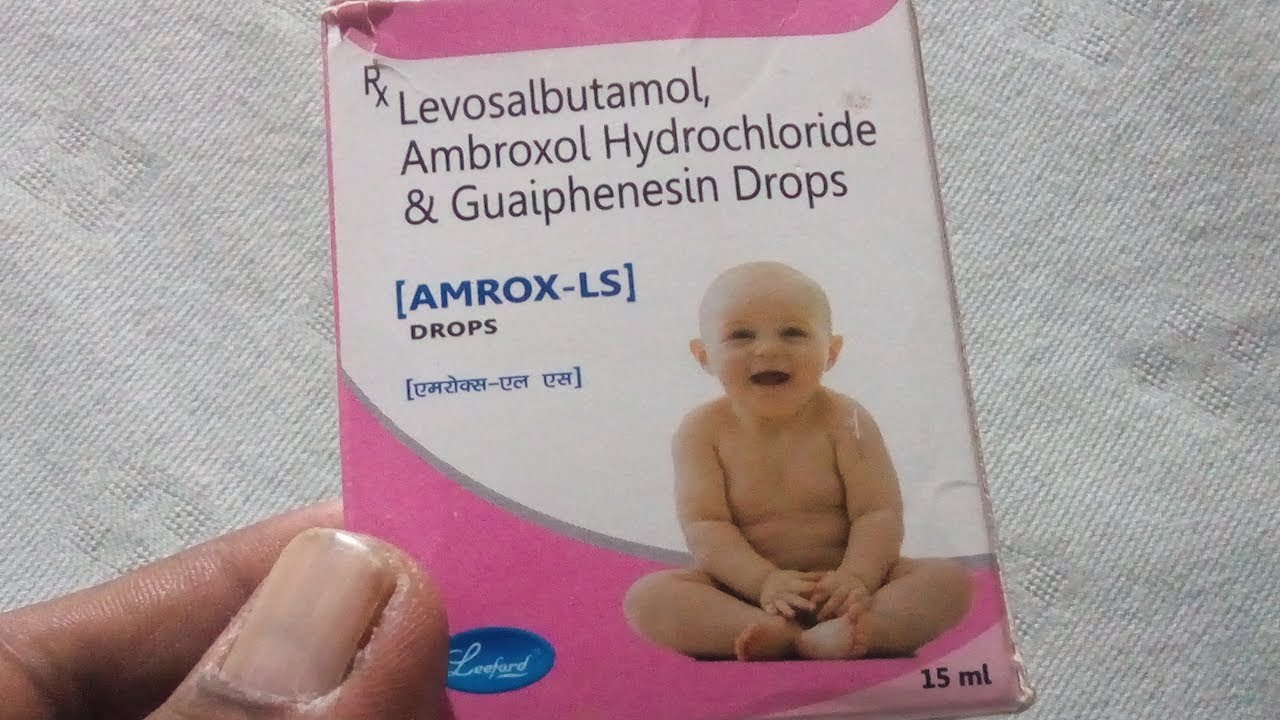 Rx Levosalbutamol,
Ambroxol Hydrochloride
& Guaiphenesin Drops
[AMROX-LS]
DROPS
[एमरोक्स-एल एस]
Leeford
15 ml